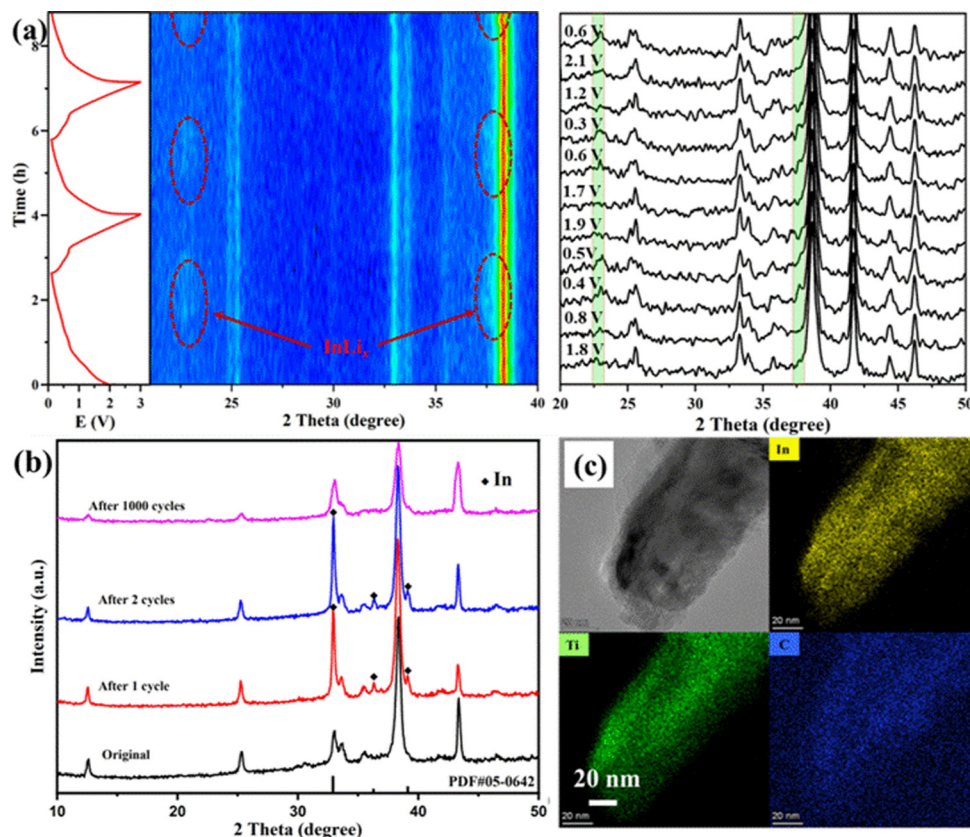 (a)
Time (h)
8
6
4
2
0
0 1 2 3
E (V)
InLiₓ
25 30 35 40
2 Theta (degree)
0.6 V
2.1 V
1.2 V
0.3 V
0.6 V
1.7 V
1.9 V
0.5 V
0.4 V
0.8 V
1.8 V
20 25 30 35 40 45 50
2 Theta (degree)
(b)
In
After 1000 cycles
After 2 cycles
After 1 cycle
Original
PDF#05-0642
Intensity (a.u.)
10 20 30 40 50
2 Theta (degree)
(c)
In
20 nm
Ti
20 nm
20 nm
C
20 nm